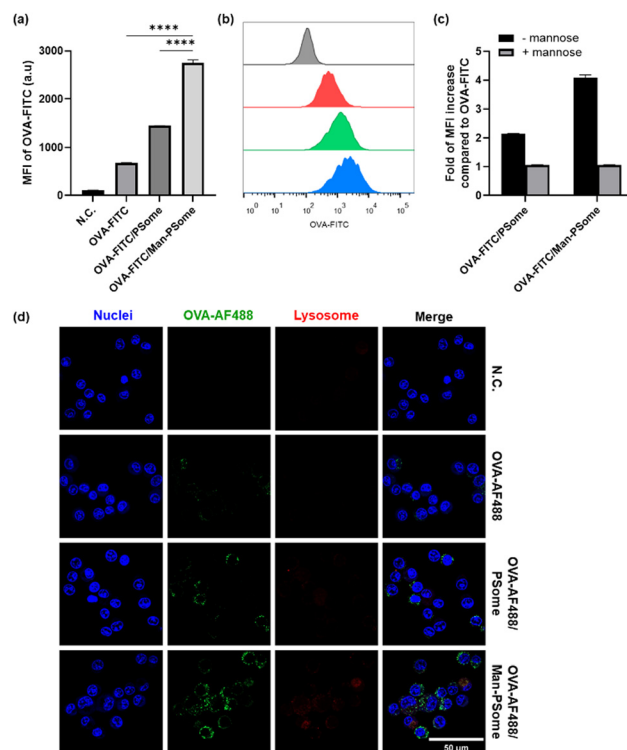 (a)
****
****
MFI of OVA-FITC (a.u)
3000
2000
1000
0
N.C.
OVA-FITC
OVA-FITC/PSome
OVA-FITC/Man-PSome
(b)
10^0 10^1 10^2 10^3 10^4 10^5
OVA-FITC
(c)
- mannose
+ mannose
Fold of MFI increase
compared to OVA-FITC
5
4
3
2
1
0
OVA-FITC/PSome
OVA-FITC/Man-PSome
(d)
Nuclei OVA-AF488 Lysosome Merge
N.C.
OVA-AF488
OVA-AF488/
PSome
OVA-AF488/
Man-PSome
50 µm